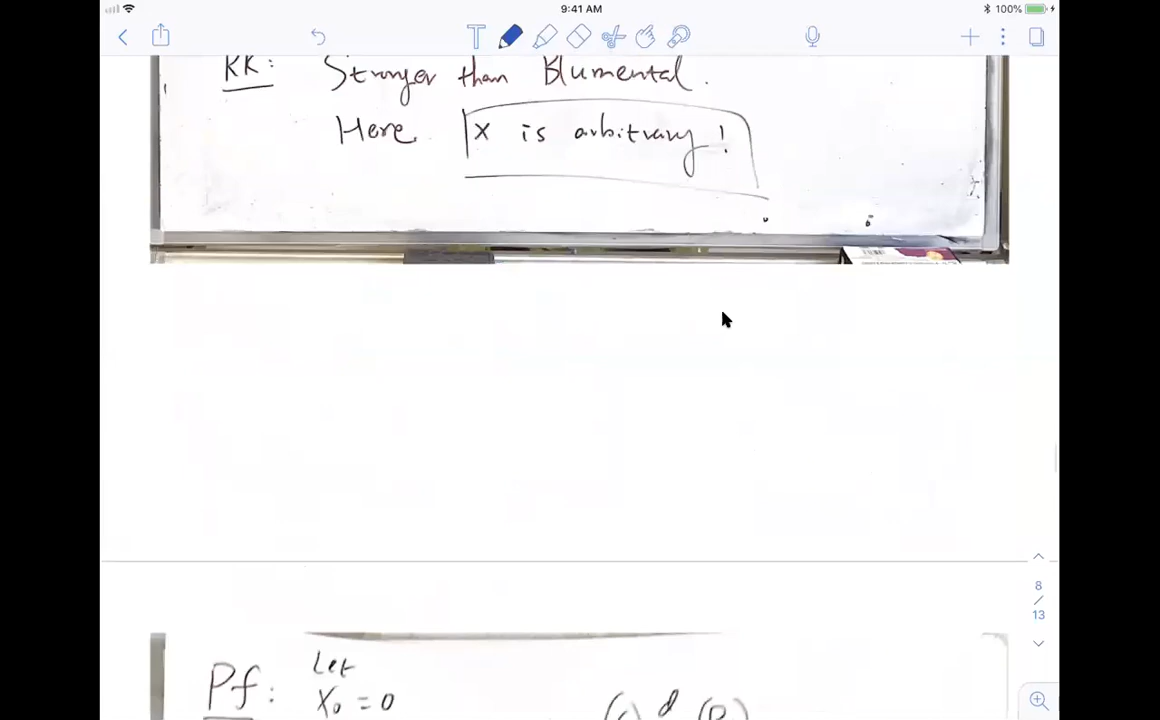 9:41 AM
100%
RK: Stronger than Blumental.
Here x is arbitrary!
8
/
13
Pf: Let
X₀ = 0